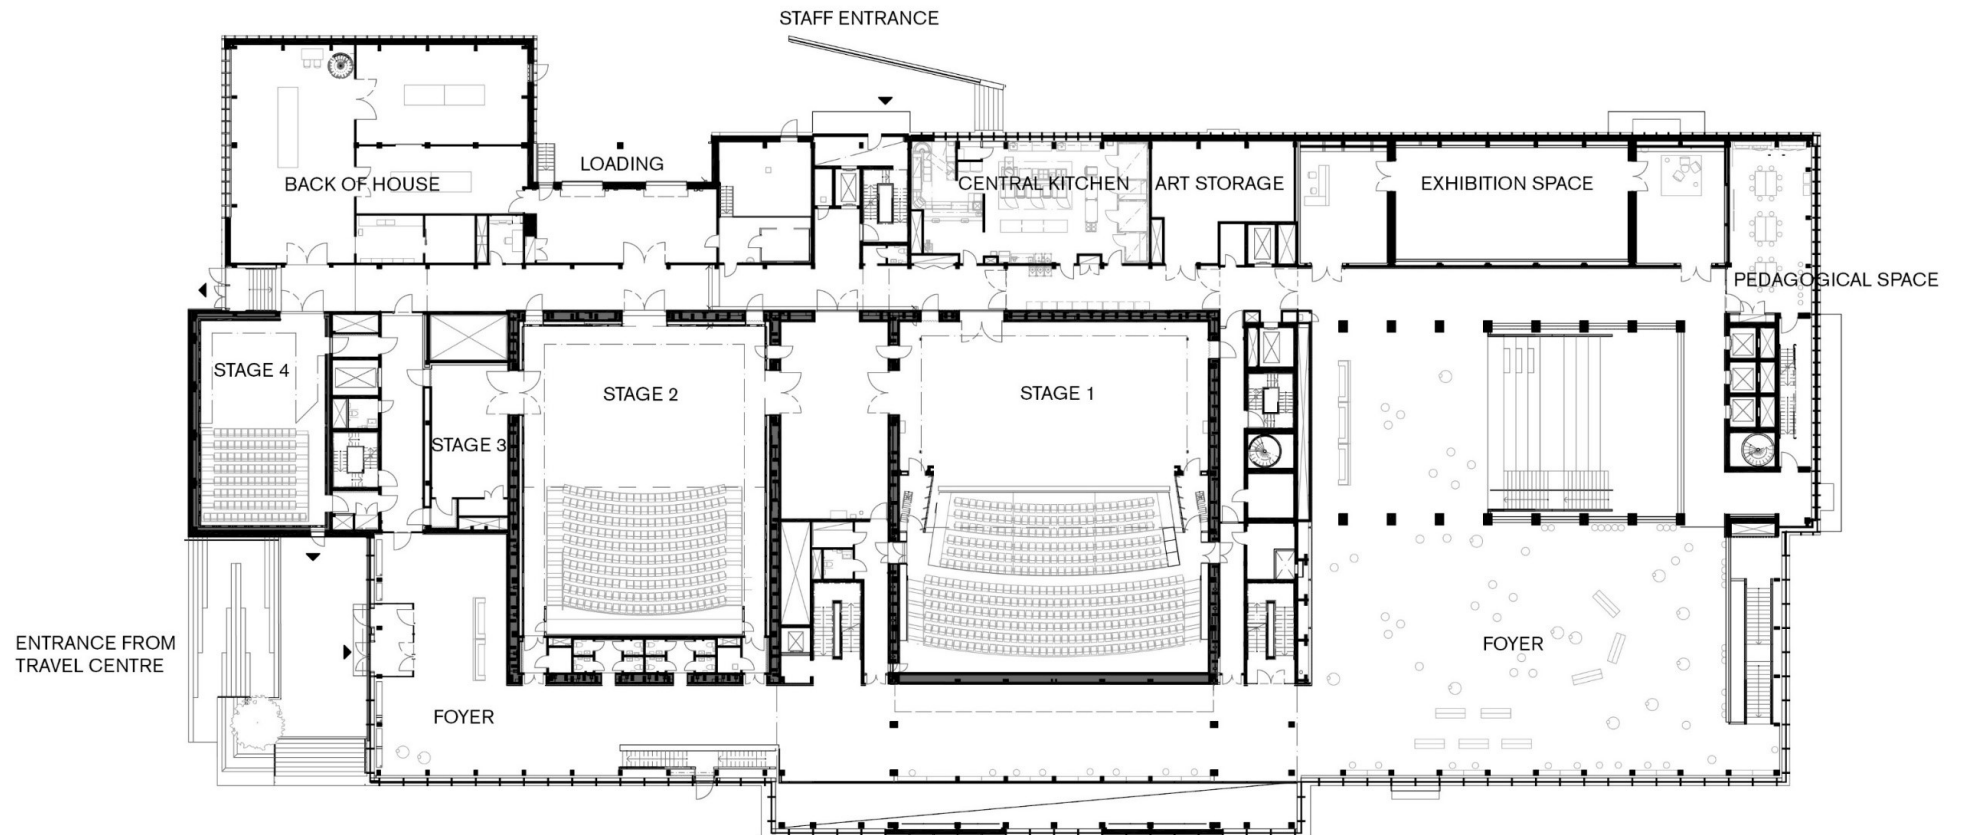 STAFF ENTRANCE
LOADING
BACK OF HOUSE
CENTRAL KITCHEN
ART STORAGE
EXHIBITION SPACE
PEDAGOGICAL SPACE
STAGE 4
STAGE 3
STAGE 2
STAGE 1
ENTRANCE FROM
TRAVEL CENTRE
FOYER
FOYER